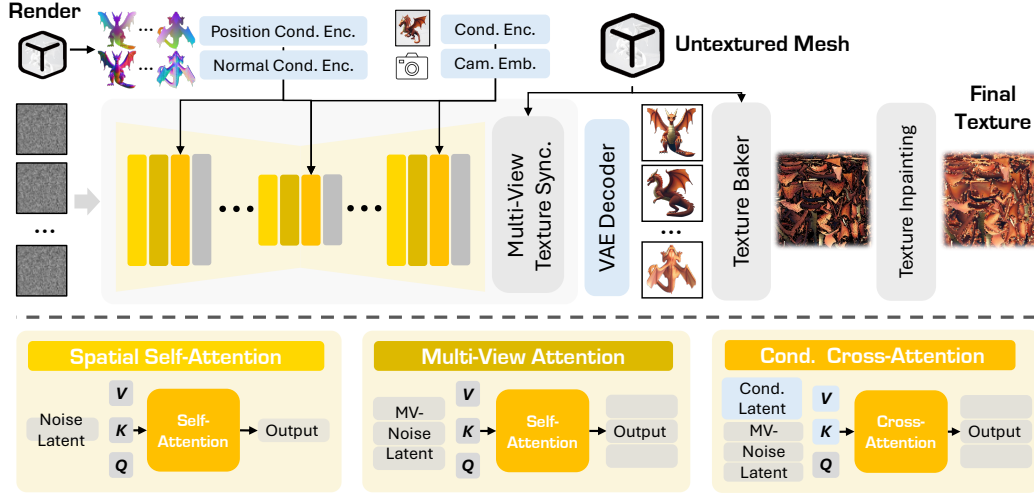 Render
Position Cond. Enc.
Normal Cond. Enc.
Cond. Enc.
Cam. Emb.
Untextured Mesh
Final
Texture
...
...
...
...
Multi-View
Texture Sync.
VAE Decoder
...
Texture Baker
Texture Inpainting
...
...
Spatial Self-Attention
Noise
Latent
V
K
Q
Self-
Attention
Output
Multi-View Attention
MV-
Noise
Latent
V
K
Q
Self-
Attention
Output
Cond. Cross-Attention
Cond.
Latent
MV-
Noise
Latent
V
K
Q
Cross-
Attention
Output